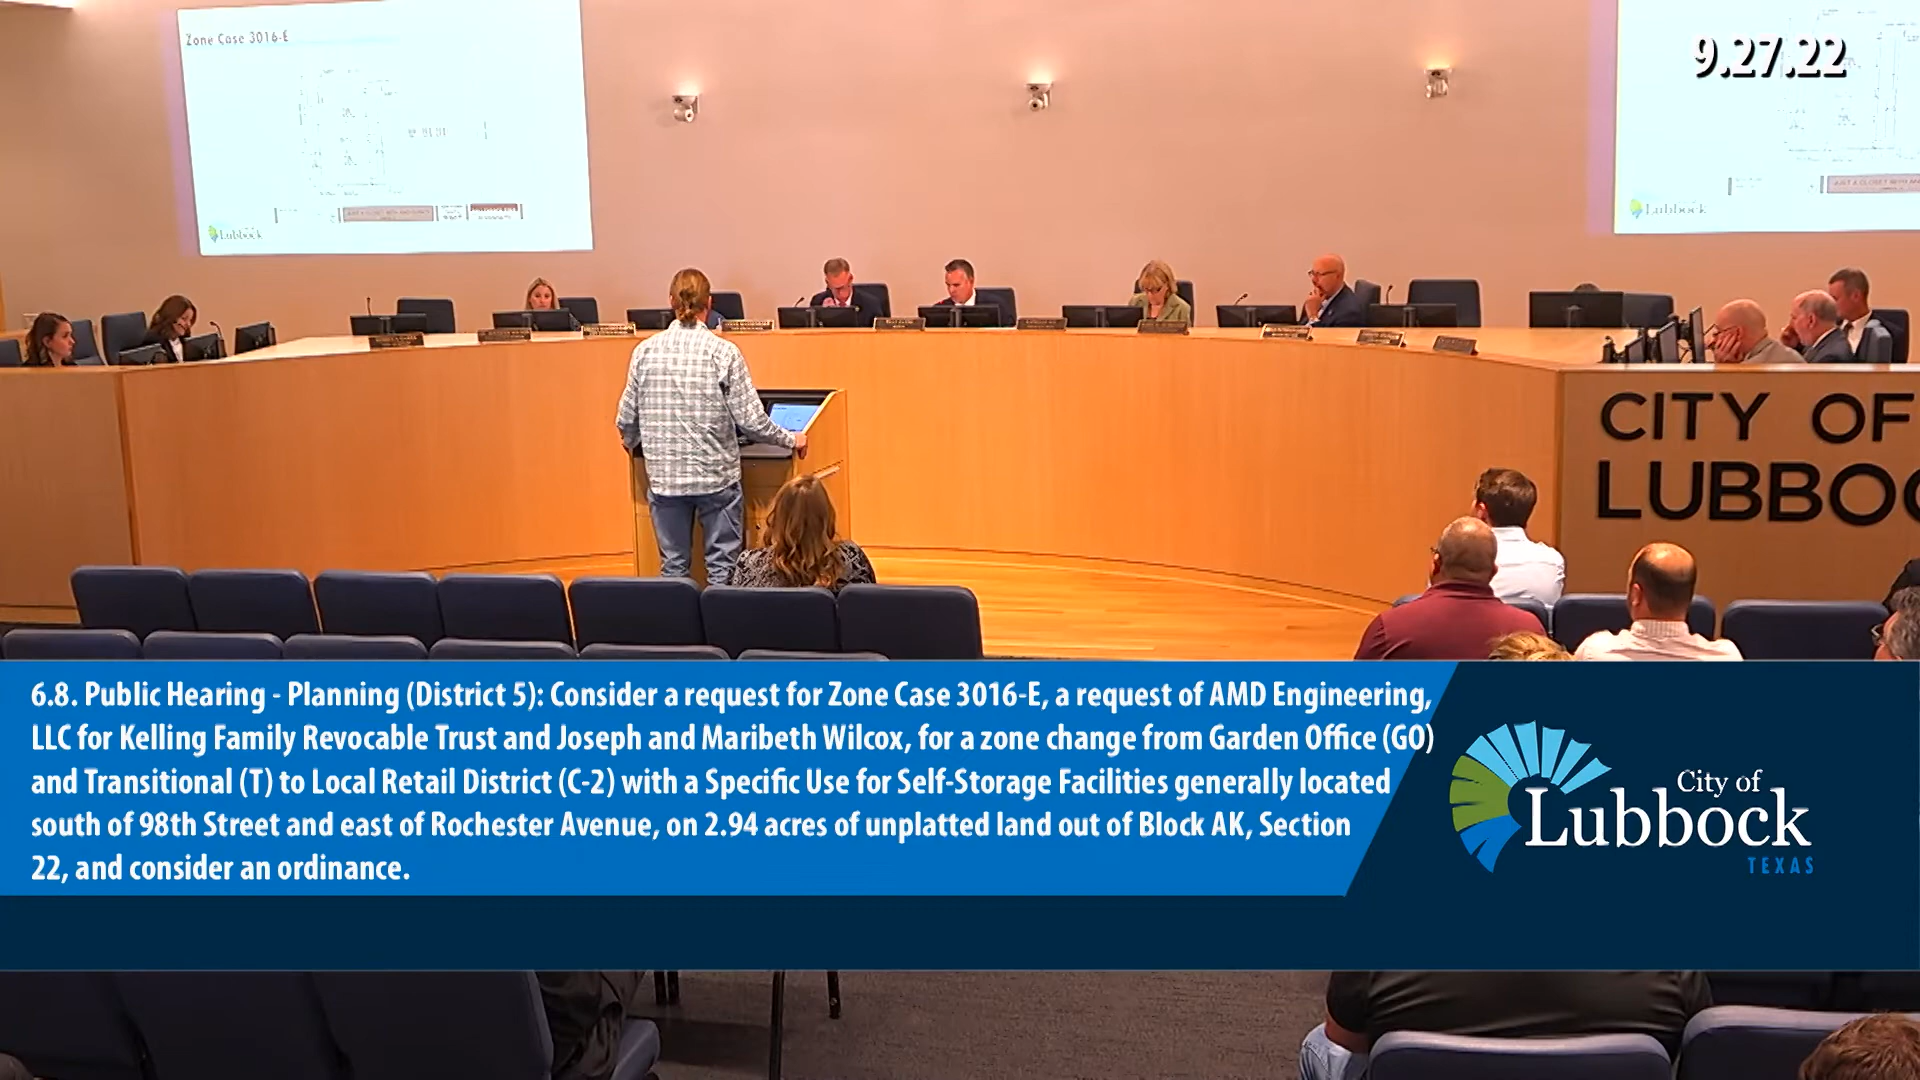 Zone Case 3016-E
9.27.22
Lubbock
Lubbock
CITY OF
LUBBOC
6.8. Public Hearing - Planning (District 5): Consider a request for Zone Case 3016-E, a request of AMD Engineering,
LLC for Kelling Family Revocable Trust and Joseph and Maribeth Wilcox, for a zone change from Garden Office (GO)
and Transitional (T) to Local Retail District (C-2) with a Specific Use for Self-Storage Facilities generally located
south of 98th Street and east of Rochester Avenue, on 2.94 acres of unplatted land out of Block AK, Section
22, and consider an ordinance.
City of
Lubbock
TEXAS